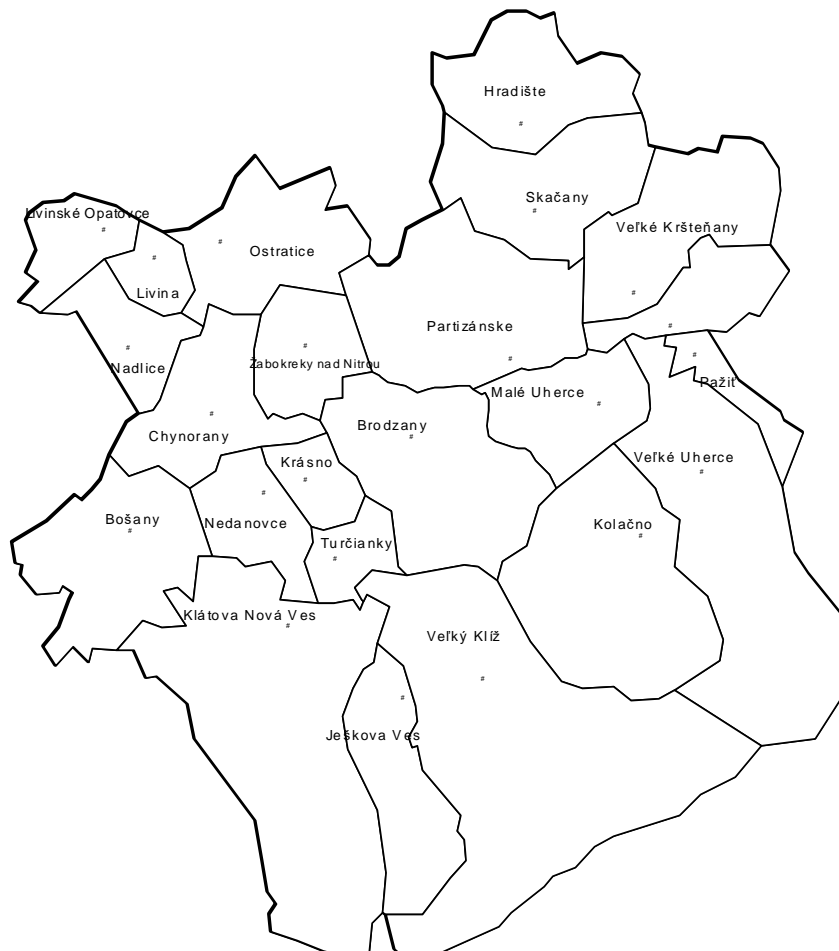 Hradište
Skačany
Livinské Opatovce
Veľké Kršteňany
Ostratice
Livina
Partizánske
Nadlice
Žabokreky nad Nitrou
Pažiť
Malé Uherce
Brodzany
Chynorany
Veľké Uherce
Krásno
Bošany
Nedanovce
Kolačno
Turčianky
Klátova Nová Ves
Veľký Klíž
Ješkova Ves